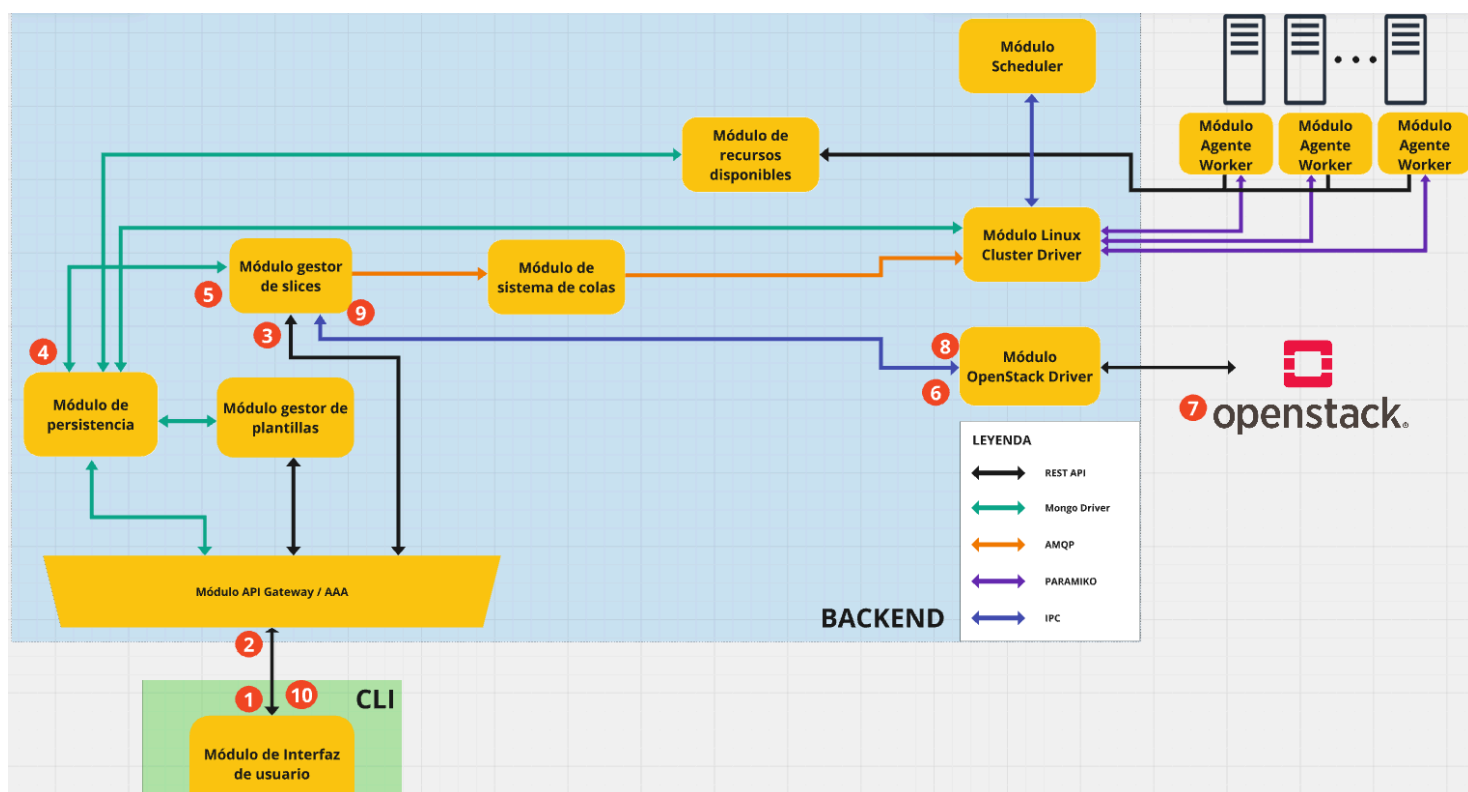 Módulo
Scheduler
Módulo
Agente
Worker
Módulo
Agente
Worker
Módulo
Agente
Worker
Módulo de
recursos
disponibles
Módulo Linux
Cluster Driver
Módulo gestor
de slices
Módulo de
sistema de colas
5
9
3
4
8
6
Módulo
OpenStack Driver
7
openstack.
Módulo de
persistencia
Módulo gestor de
plantillas
LEYENDA
REST API
Mongo Driver
AMQP
PARAMIKO
IPC
Módulo API Gateway / AAA
BACKEND
2
1
10
CLI
Módulo de Interfaz
de usuario